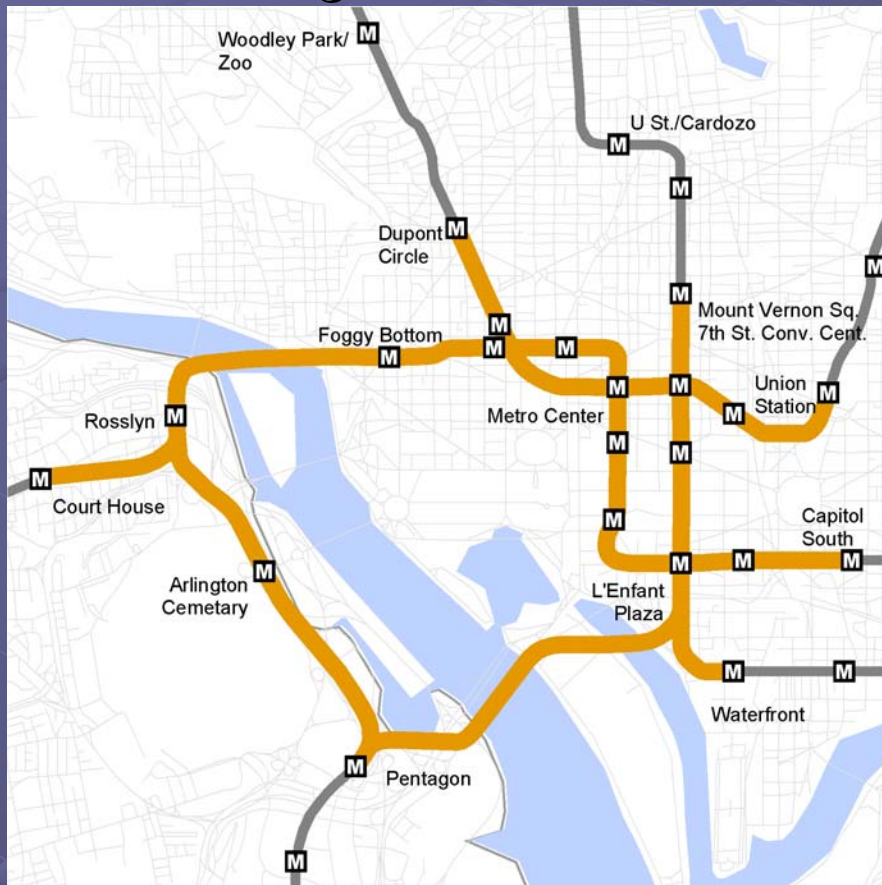 M
Woodley Park/
Zoo
U St./Cardozo
M
M
Dupont
Circle
M
M
M
Mount Vernon Sq.
7th St. Conv. Cent.
M
Foggy Bottom
M
M
M
M
Metro Center
M
M
M
Union
Station
M
Rosslyn
M
M
M
Court House
M
M
Capitol
South
M
M
M
L'Enfant
Plaza
M
Arlington
Cemetary
M
M
Waterfront
M
Pentagon
M